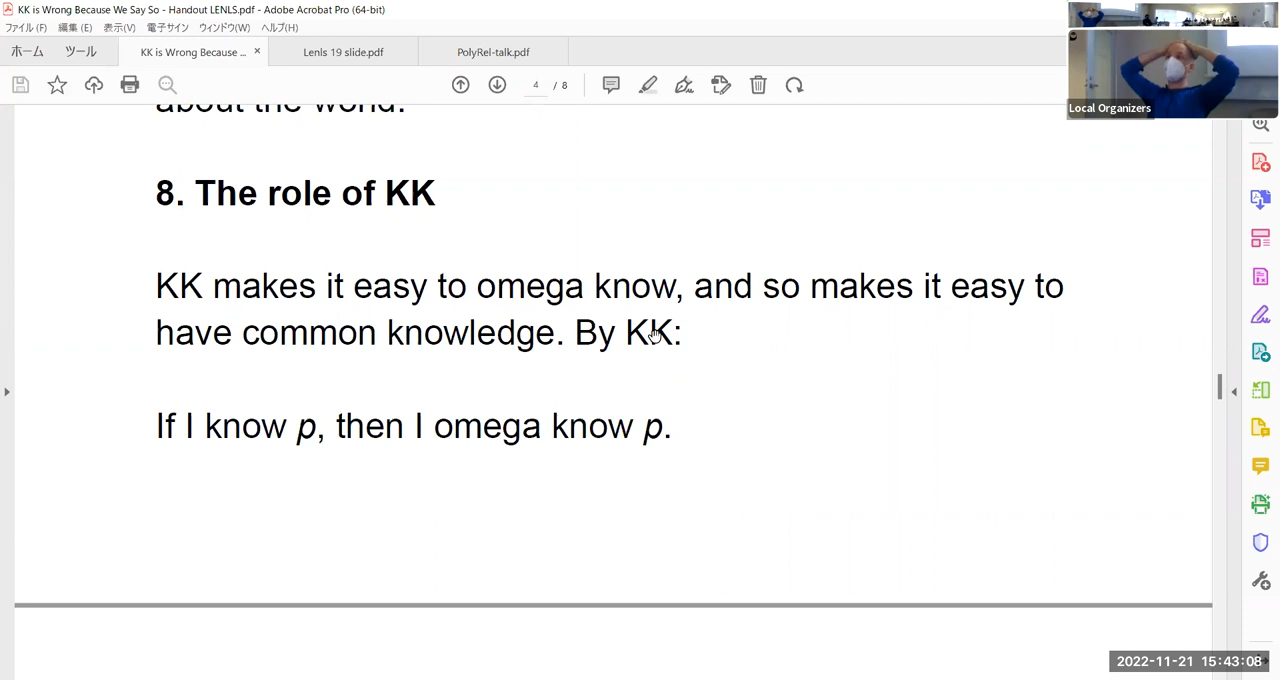 KK is Wrong Because We Say So - Handout LENLS.pdf - Adobe Acrobat Pro (64-bit)
ファイル(F) 編集(E) 表示(V) 電子サイン ウィンドウ(W) ヘルプ(H)
ホーム ツール KK is Wrong Because ... × Lenls 19 slide.pdf PolyRel-talk.pdf
4 / 8
Local Organizers
about the world.
8. The role of KK
KK makes it easy to omega know, and so makes it easy to
have common knowledge. By KK:
If I know p, then I omega know p.
2022-11-21 15:43:08